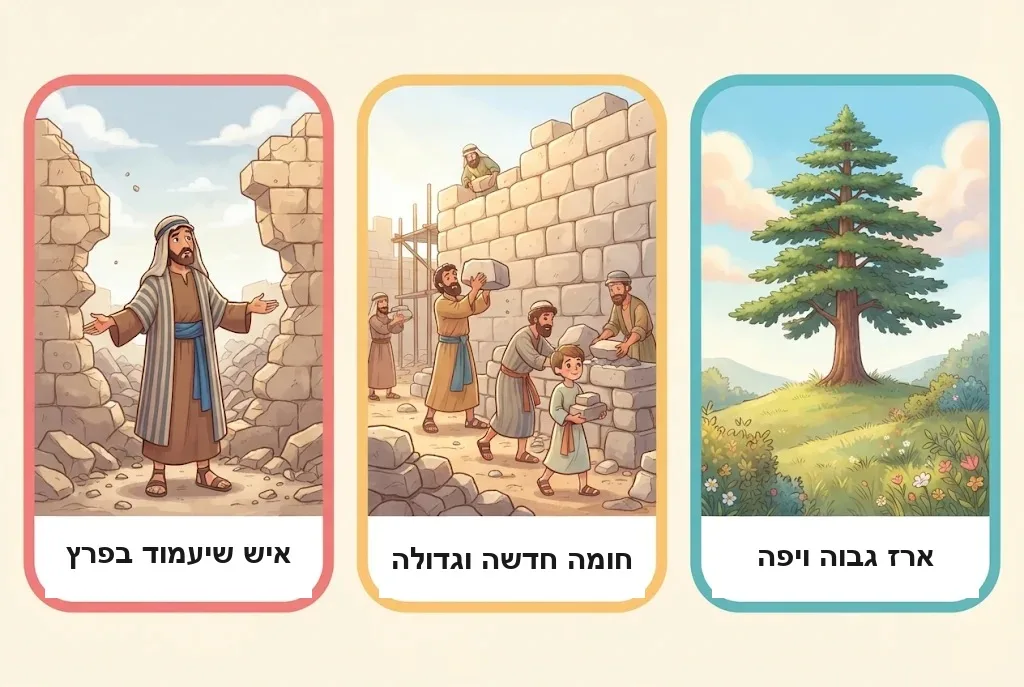 ארז גבוה ויפה
חומה חדשה וגדולה
איש שיעמוד בפרץ